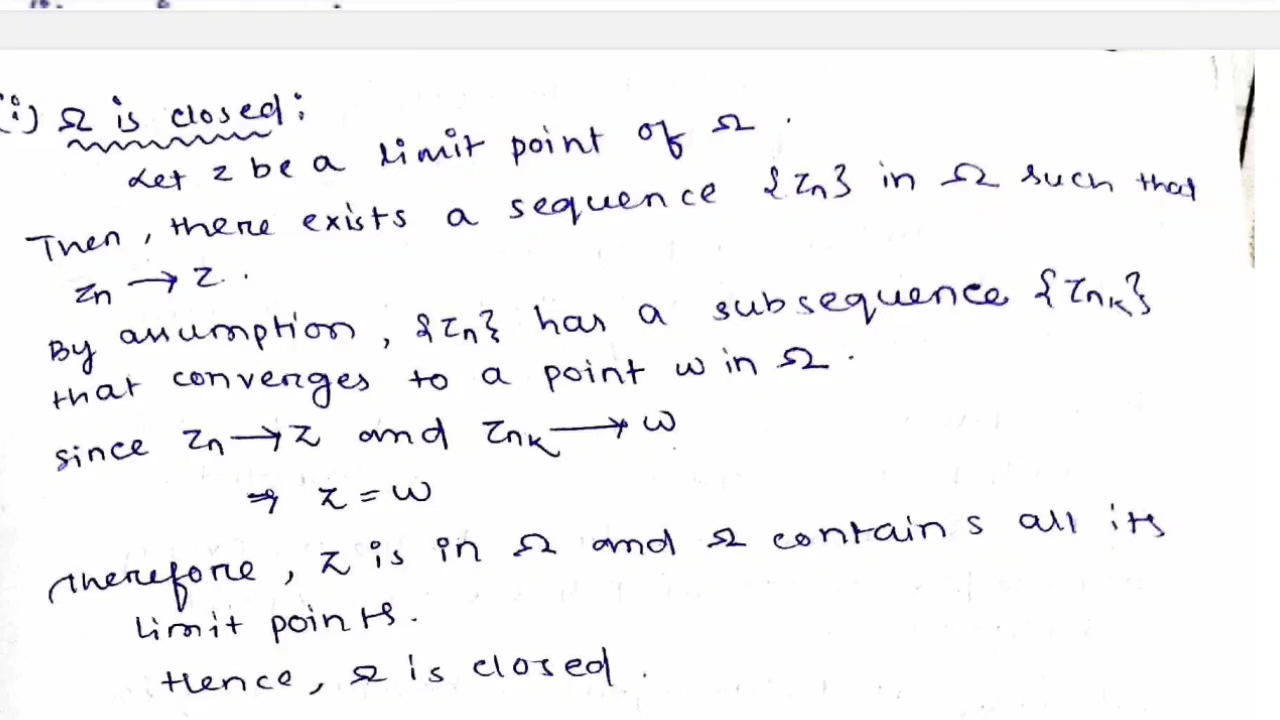 (i) Ω is closed:
Let z be a limit point of Ω.
Then, there exists a sequence {zn} in Ω such that
zn → z.
By assumption, {zn} has a subsequence {znk}
that converges to a point w in Ω.
since zn → z and znk → w
⇒ z = w
therefore, z is in Ω and Ω contains all its
limit points.
Hence, Ω is closed.